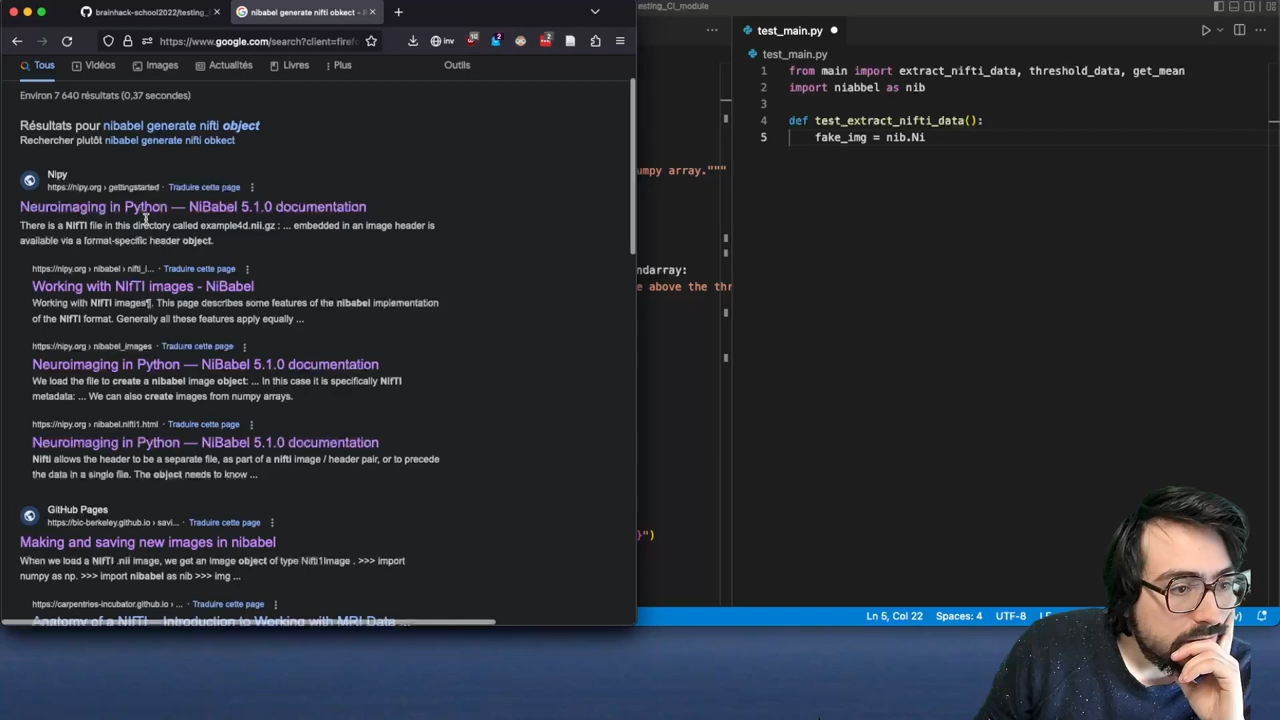 brainhack-school2022/testing_
nibabel generate nifti obkect -
esting_CI_module
https://www.google.com/search?client=firef
inv
10
2
Tous
Vidéos
Images
Actualités
Livres
Plus
Outils
Environ 7 640 résultats (0,37 secondes)
Résultats pour nibabel generate nifti object
Rechercher plutôt nibabel generate nifti obkect
Nipy
https://nipy.org › gettingstarted · Traduire cette page
Neuroimaging in Python — NiBabel 5.1.0 documentation
There is a NIfTI file in this directory called example4d.nii.gz : ... embedded in an image header is
available via a format-specific header object.
https://nipy.org › nibabel › nifti_i... · Traduire cette page
Working with NIfTI images - NiBabel
Working with NIfTI images¶. This page describes some features of the nibabel implementation
of the NIfTI format. Generally all these features apply equally ...
https://nipy.org › nibabel_images · Traduire cette page
Neuroimaging in Python — NiBabel 5.1.0 documentation
We load the file to create a nibabel image object: ... In this case it is specifically NIfTI
metadata: ... We can also create images from numpy arrays.
https://nipy.org › nibabel.nifti1.html · Traduire cette page
Neuroimaging in Python — NiBabel 5.1.0 documentation
Nifti allows the header to be a separate file, as part of a nifti image / header pair, or to precede
the data in a single file. The object needs to know ...
GitHub Pages
https://bic-berkeley.github.io › savi... · Traduire cette page
Making and saving new images in nibabel
When we load a NIfTI .nii image, we get an image object of type Nifti1Image . >>> import
numpy as np. >>> import nibabel as nib >>> img ...
https://carpentries-incubator.github.io › ... · Traduire cette page
Anatomy of a NIfTI – Introduction to Working with MRI Data ...
umpy array."""
ndarray:
e above the thr
}")
test_main.py
test_main.py
1 from main import extract_nifti_data, threshold_data, get_mean
2 import niabbel as nib
3
4 def test_extract_nifti_data():
5 fake_img = nib.Ni
Ln 5, Col 22
Spaces: 4
UTF-8